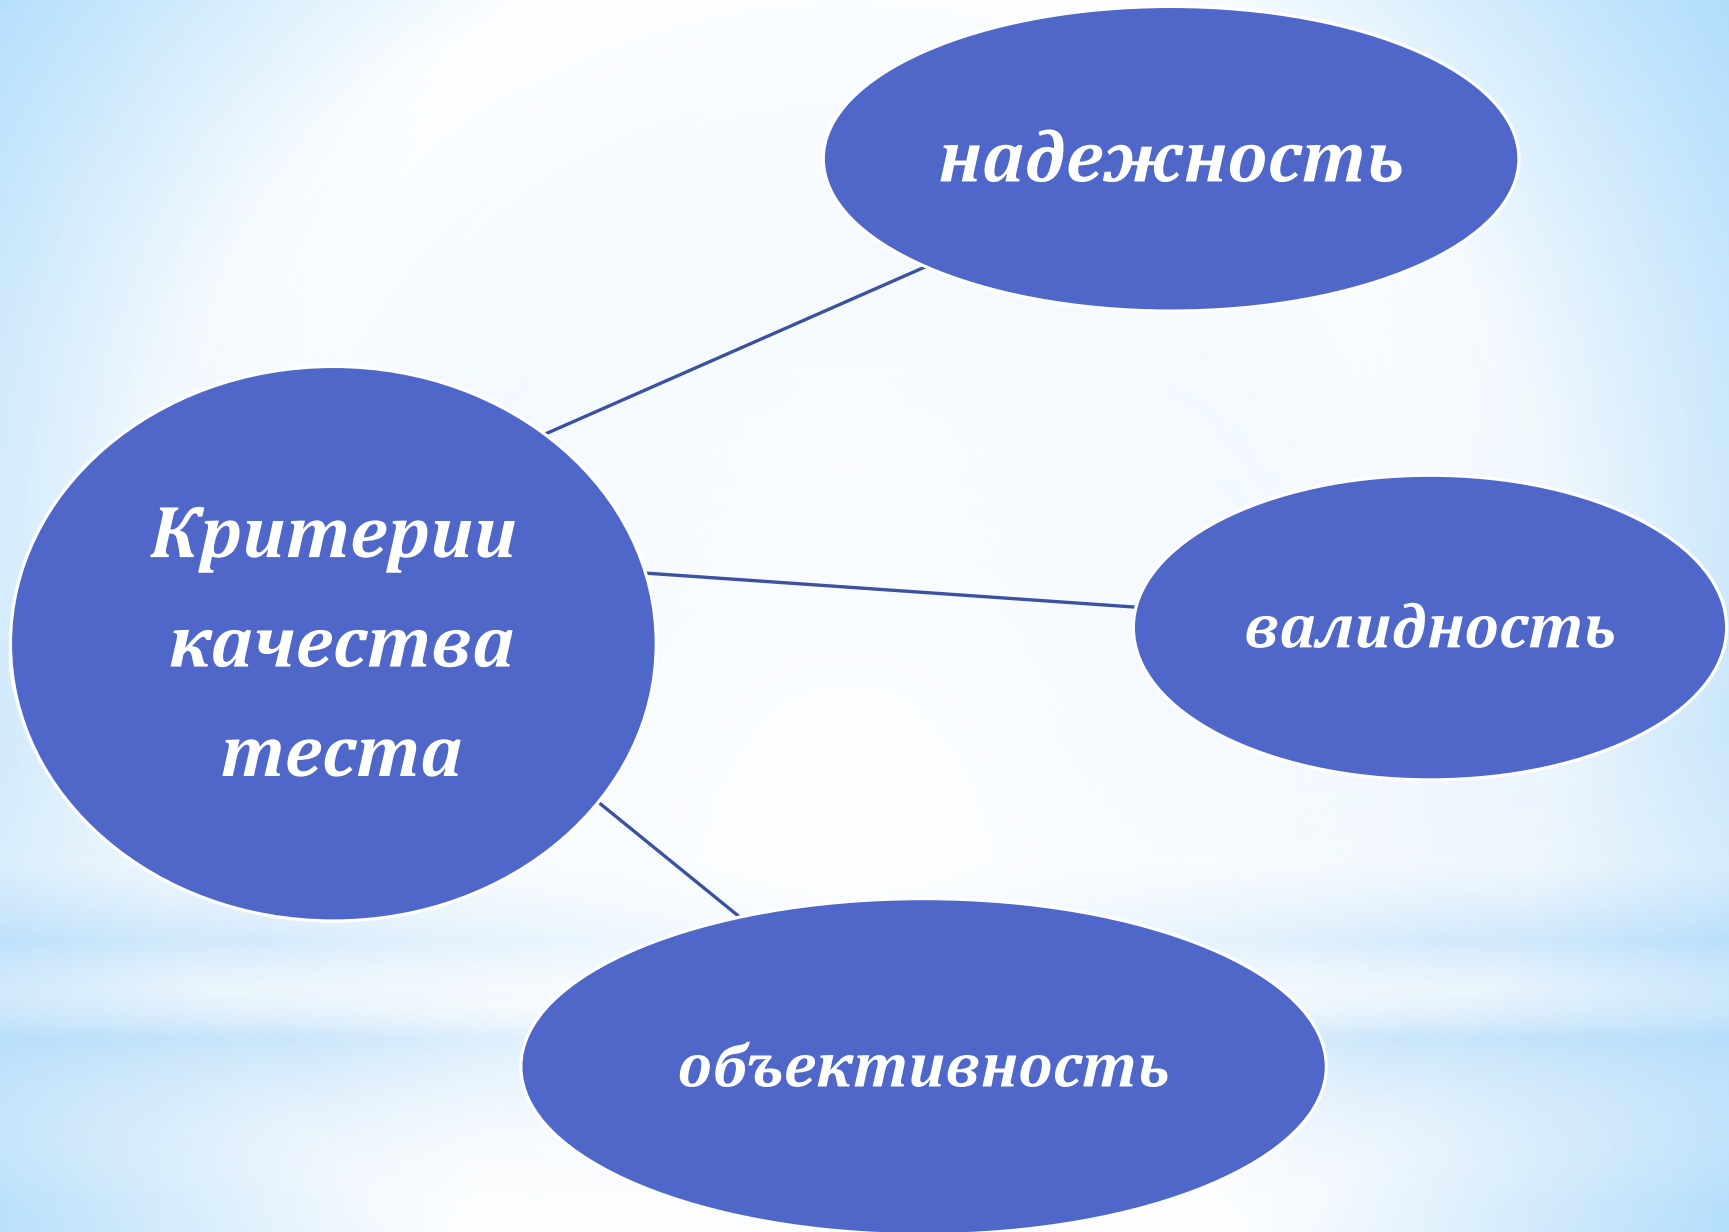 Критерии
качества
теста
надежность
валидность
объективность